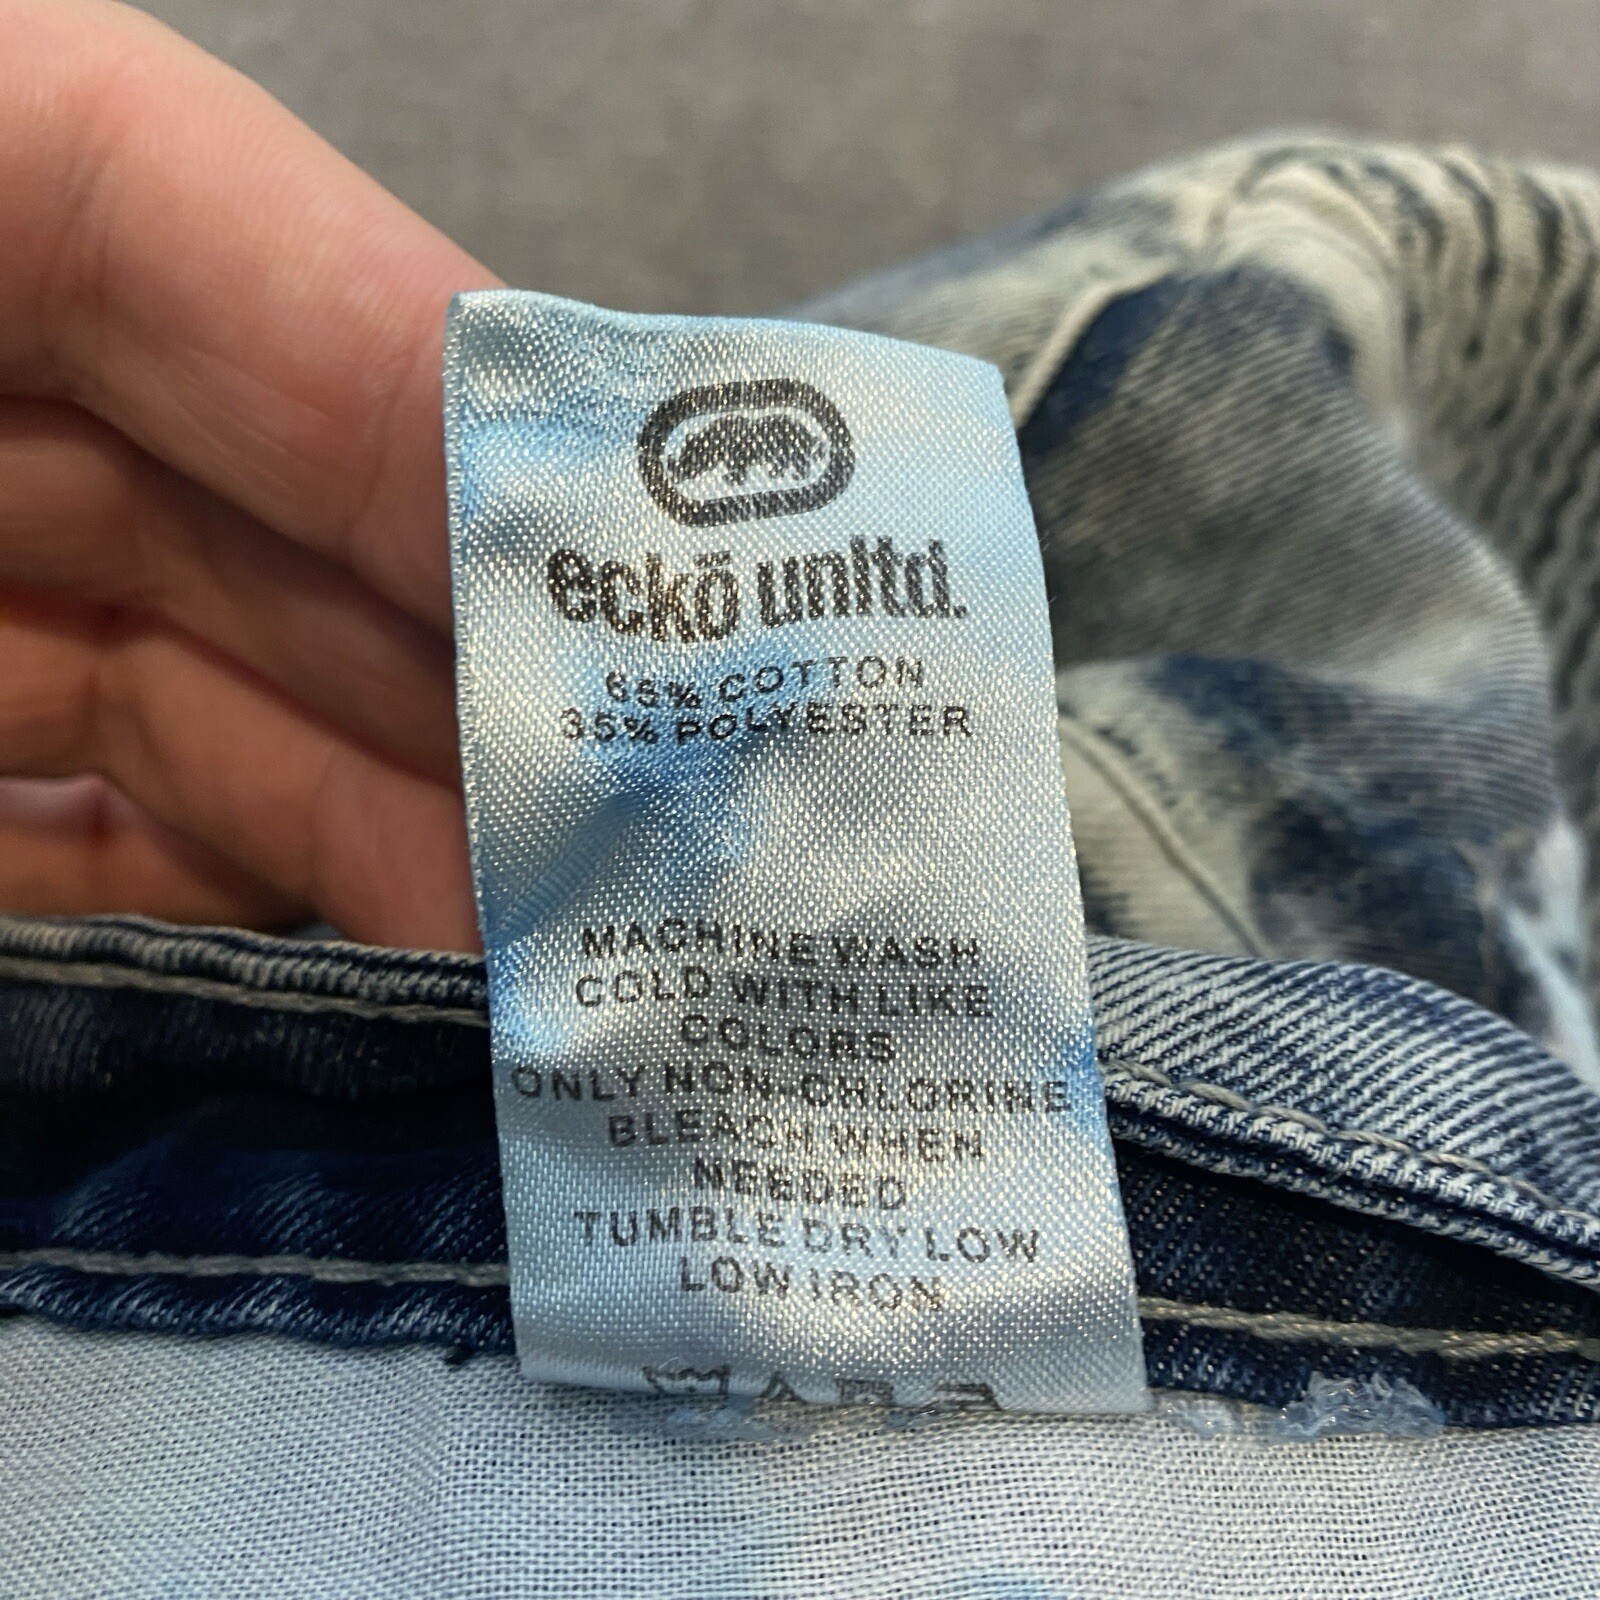 eckō unltd.
65% COTTON
35% POLYESTER
MACHINE WASH
COLD WITH LIKE
COLORS
ONLY NON-CHLORINE
BLEACH WHEN
NEEDED
TUMBLE DRY LOW
LOW IRON